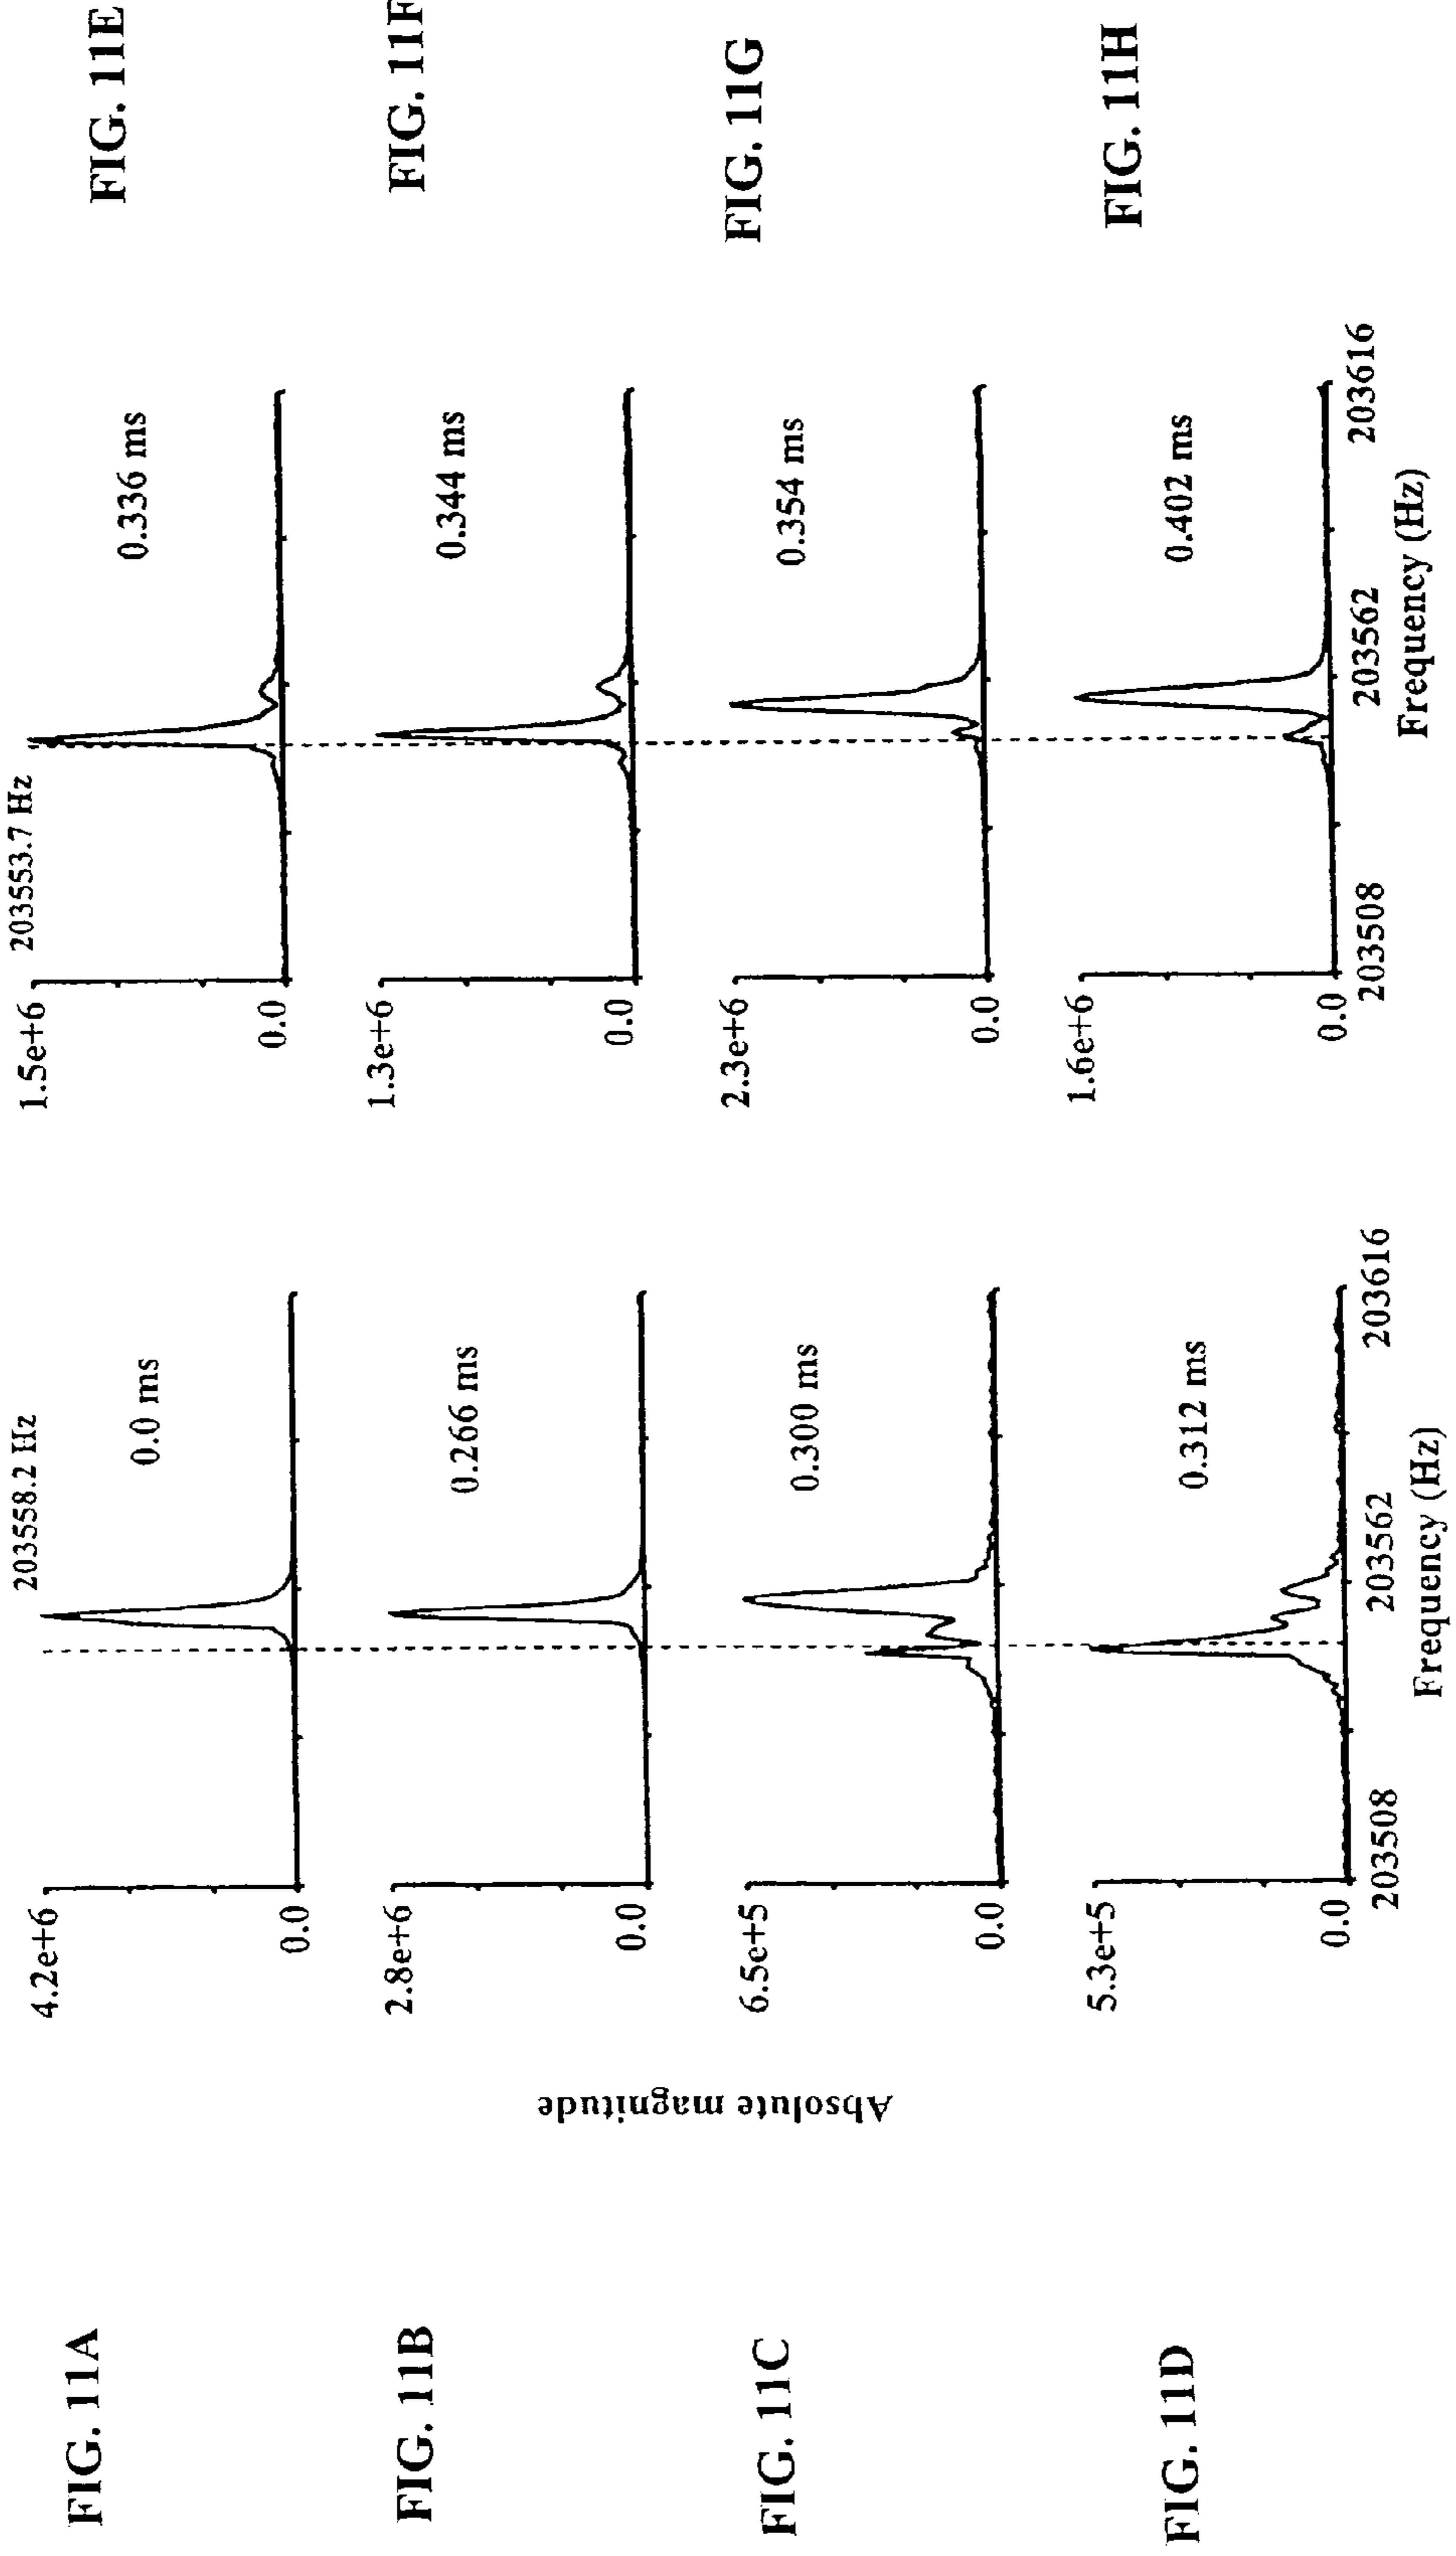 FIG. 11A
4.2e+6
0.0
203558.2 Hz
0.0 ms
FIG. 11B
2.8e+6
0.0
0.266 ms
FIG. 11C
6.5e+5
0.0
0.300 ms
FIG. 11D
5.3e+5
0.0
0.312 ms
203508
203562
203616
Frequency (Hz)
Absolute magnitude
FIG. 11E
1.5e+6
0.0
203553.7 Hz
0.336 ms
FIG. 11F
1.3e+6
0.0
0.344 ms
FIG. 11G
2.3e+6
0.0
0.354 ms
FIG. 11H
1.6e+6
0.0
0.402 ms
203508
203562
203616
Frequency (Hz)